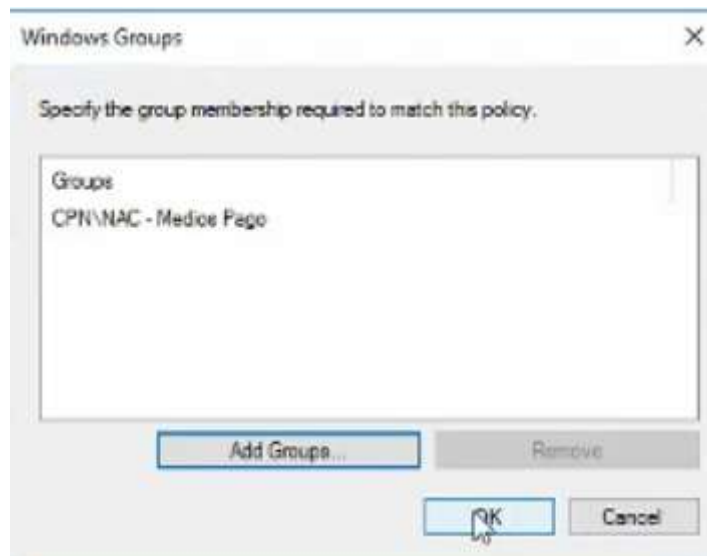 Windows Groups
Specify the group membership required to match this policy.
Groups
CPN\NAC - Medios Pago
Add Groups...
Remove
OK
Cancel